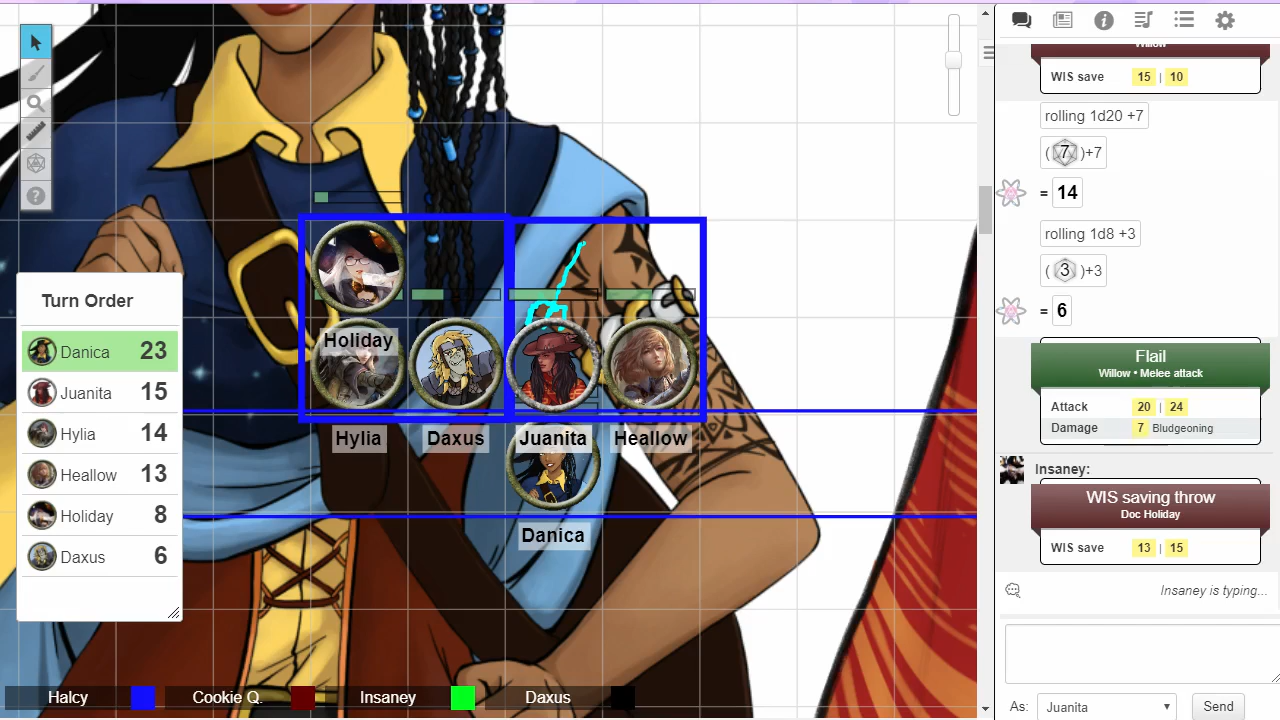 Turn Order
Danica 23
Juanita 15
Hylia 14
Heallow 13
Holiday 8
Daxus 6
Holiday
Hylia
Daxus
Juanita
Heallow
Danica
Halcy
Cookie Q.
Insaney
Daxus
Willow
WIS save 15 | 10
rolling 1d20 +7
(7)+7
= 14
rolling 1d8 +3
(3)+3
= 6
Flail
Willow • Melee attack
Attack 20 | 24
Damage 7 Bludgeoning
Insaney:
WIS saving throw
Doc Holiday
WIS save 13 | 15
Insaney is typing...
As: Juanita
Send